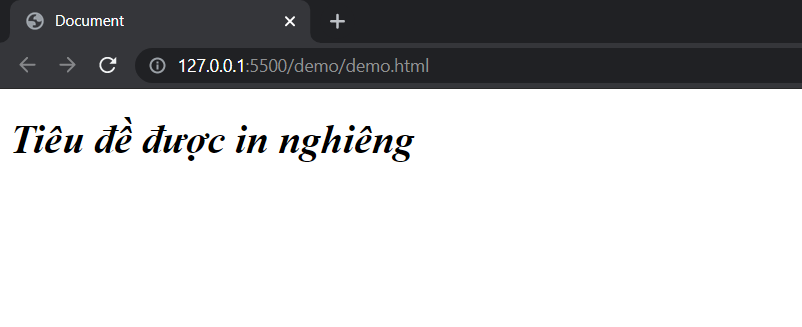 Document
127.0.0.1:5500/demo/demo.html
Tiêu đề được in nghiêng